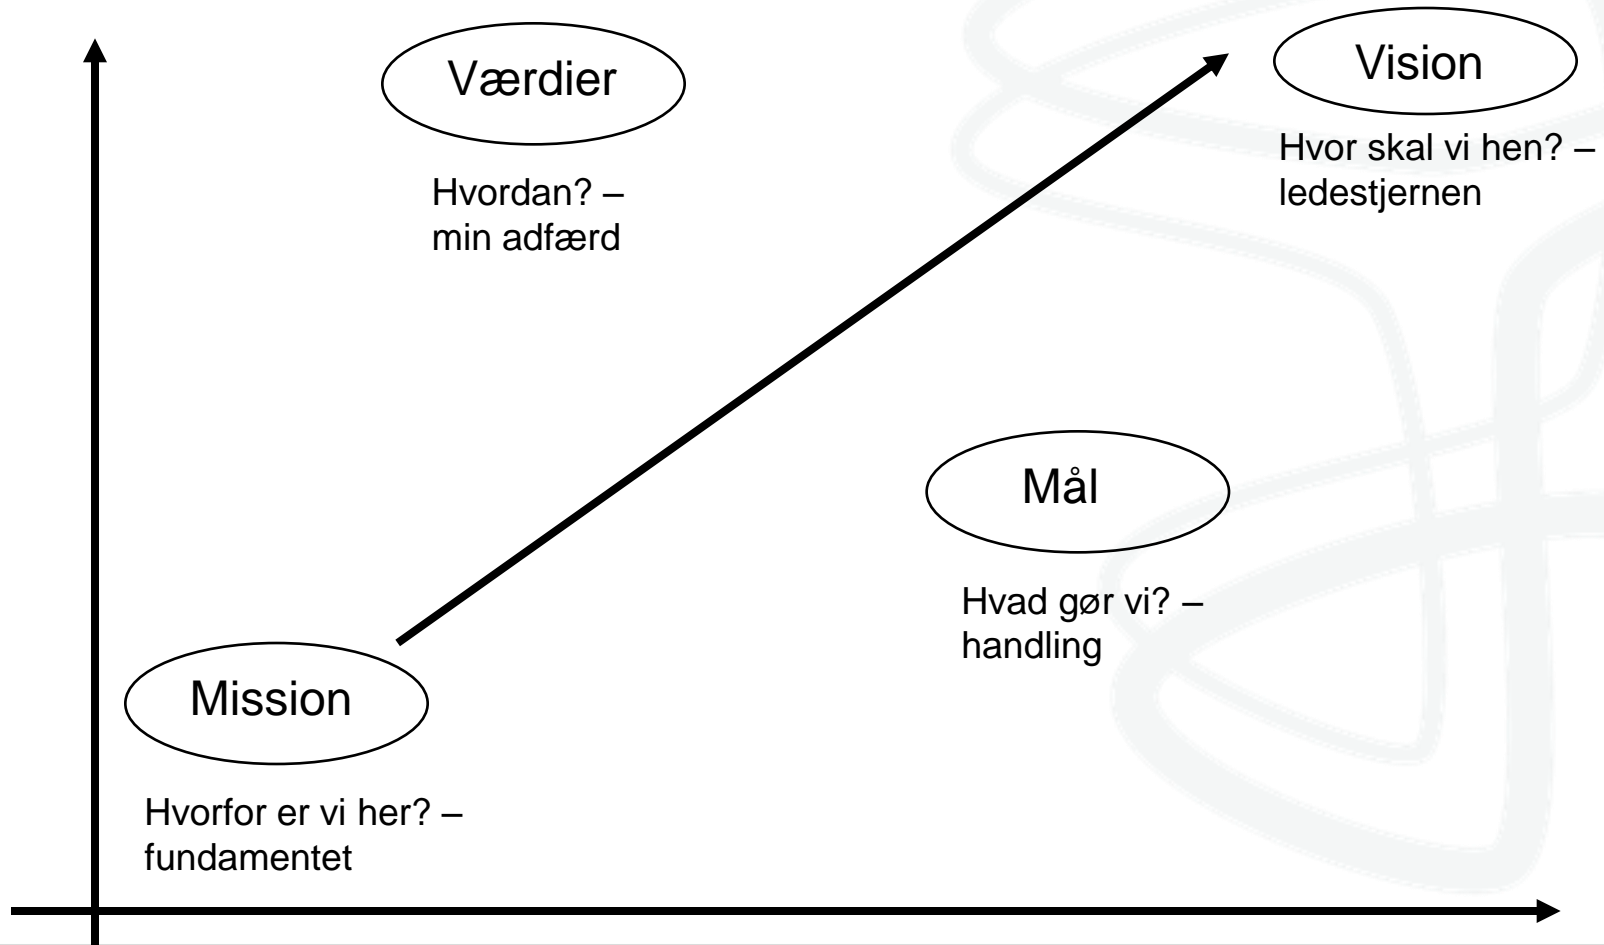 Værdier
Hvordan? –
min adfærd
Vision
Hvor skal vi hen? –
ledestjernen
Mål
Hvad gør vi? –
handling
Mission
Hvorfor er vi her? –
fundamentet